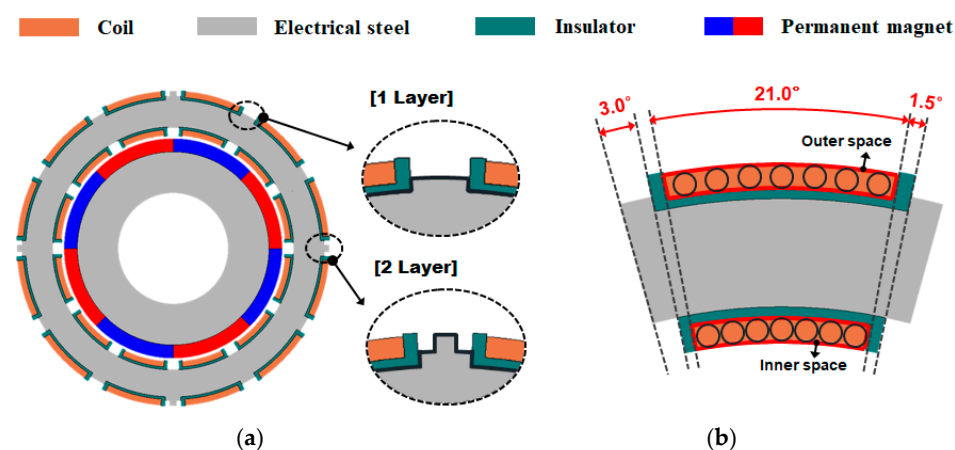 Coil
Electrical steel
Insulator
Permanent magnet
[1 Layer]
[2 Layer]
3.0°
21.0°
1.5°
Outer space
Inner space
(a)
(b)